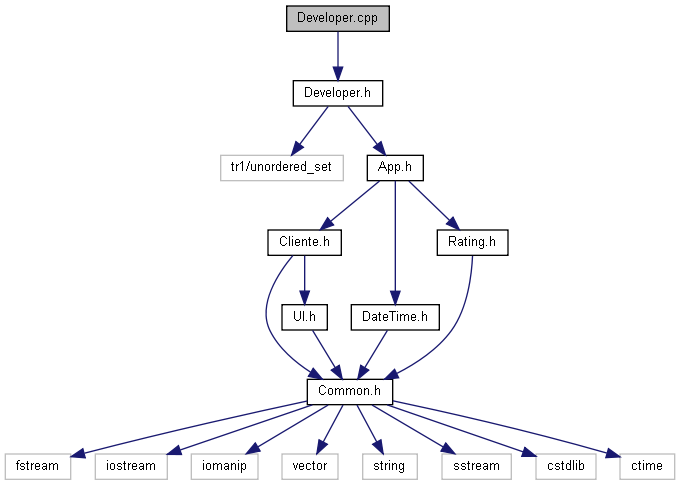 Developer.cpp
Developer.h
tr1/unordered_set
App.h
Cliente.h
Rating.h
UI.h
DateTime.h
Common.h
fstream
iostream
iomanip
vector
string
sstream
cstdlib
ctime